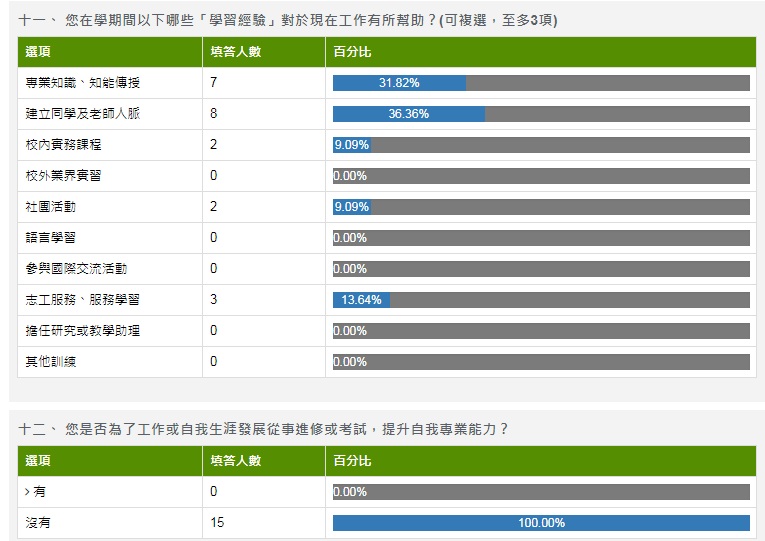 十一、 您在學期間以下哪些「學習經驗」對於現在工作有所幫助？(可複選，至多3項)
選項 填答人數 百分比
專業知識、知能傳授 7 31.82%
建立同學及老師人脈 8 36.36%
校內實務課程 2 9.09%
校外業界實習 0 0.00%
社團活動 2 9.09%
語言學習 0 0.00%
參與國際交流活動 0 0.00%
志工服務、服務學習 3 13.64%
擔任研究或教學助理 0 0.00%
其他訓練 0 0.00%
十二、 您是否為了工作或自我生涯發展從事進修或考試，提升自我專業能力？
選項 填答人數 百分比
> 有 0 0.00%
沒有 15 100.00%